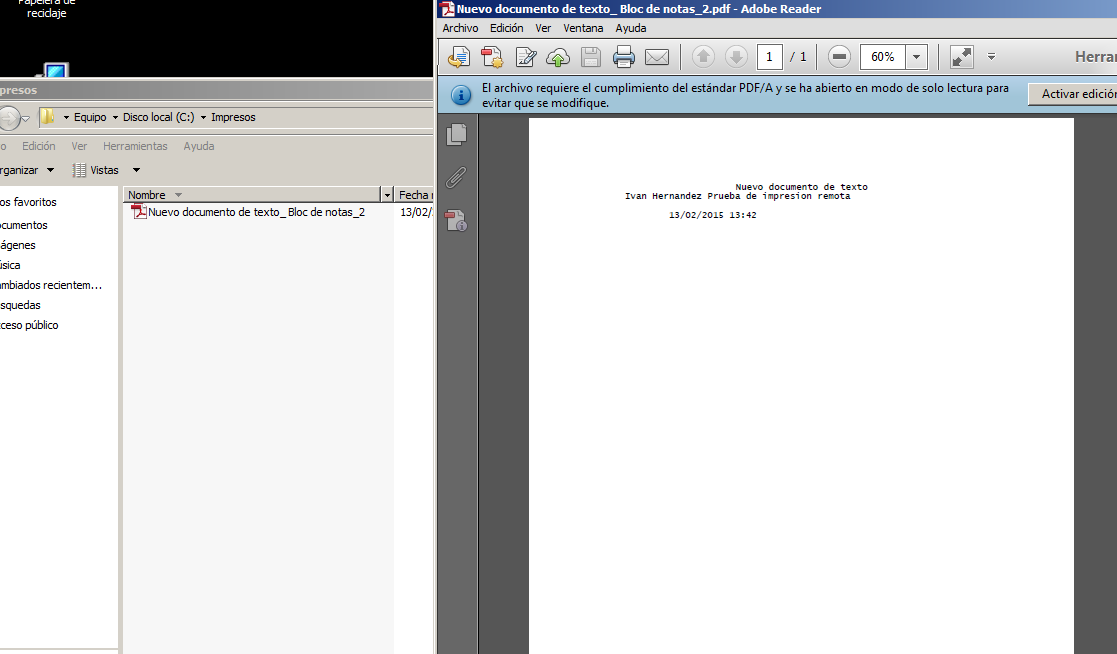 Papelera de
reciclaje
presos
Equipo Disco local (C:) Impresos
o Edición Ver Herramientas Ayuda
rganizar Vistas
os favoritos
ocumentos
ágenes
úsica
ambiados recientem...
squedas
ceso público
Nombre Fecha
Nuevo documento de texto_ Bloc de notas_2 13/02/
Nuevo documento de texto_ Bloc de notas_2.pdf - Adobe Reader
Archivo Edición Ver Ventana Ayuda
1 / 1 60% Herra
El archivo requiere el cumplimiento del estándar PDF/A y se ha abierto en modo de solo lectura para
evitar que se modifique.
Activar edición
Nuevo documento de texto
Ivan Hernandez Prueba de impresion remota
13/02/2015 13:42